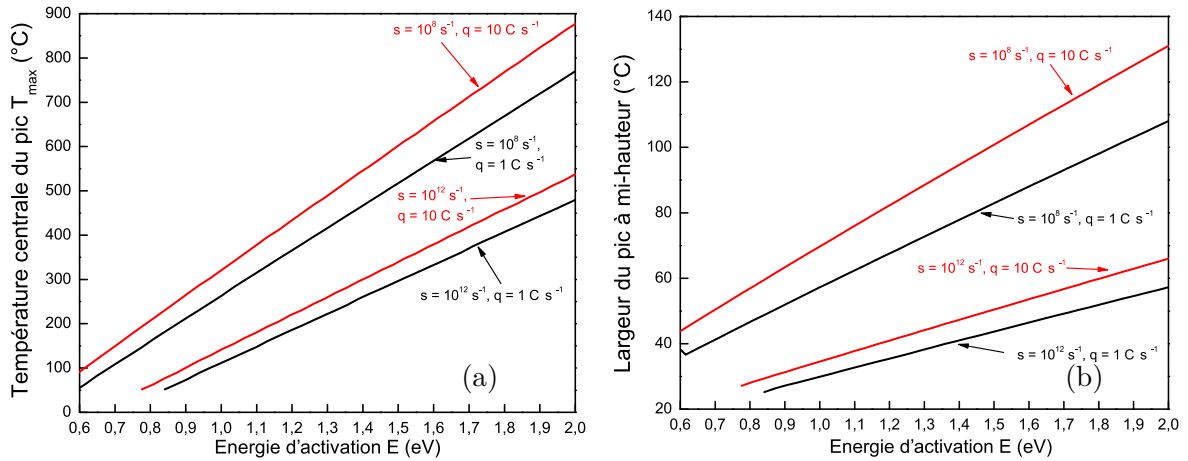 Température centrale du pic T_max (°C)
900
800
700
600
500
400
300
200
100
50
0
s = 10⁸ s⁻¹, q = 10 C s⁻¹
s = 10⁸ s⁻¹,
q = 1 C s⁻¹
s = 10¹² s⁻¹,
q = 10 C s⁻¹
s = 10¹² s⁻¹, q = 1 C s⁻¹
(a)
0,6 0,7 0,8 0,9 1,0 1,1 1,2 1,3 1,4 1,5 1,6 1,7 1,8 1,9 2,0
Energie d'activation E (eV)
Largeur du pic à mi-hauteur (°C)
140
120
100
80
60
40
20
s = 10⁸ s⁻¹, q = 10 C s⁻¹
s = 10⁸ s⁻¹, q = 1 C s⁻¹
s = 10¹² s⁻¹, q = 10 C s⁻¹
s = 10¹² s⁻¹, q = 1 C s⁻¹
(b)
0,6 0,7 0,8 0,9 1,0 1,1 1,2 1,3 1,4 1,5 1,6 1,7 1,8 1,9 2,0
Energie d'activation E (eV)